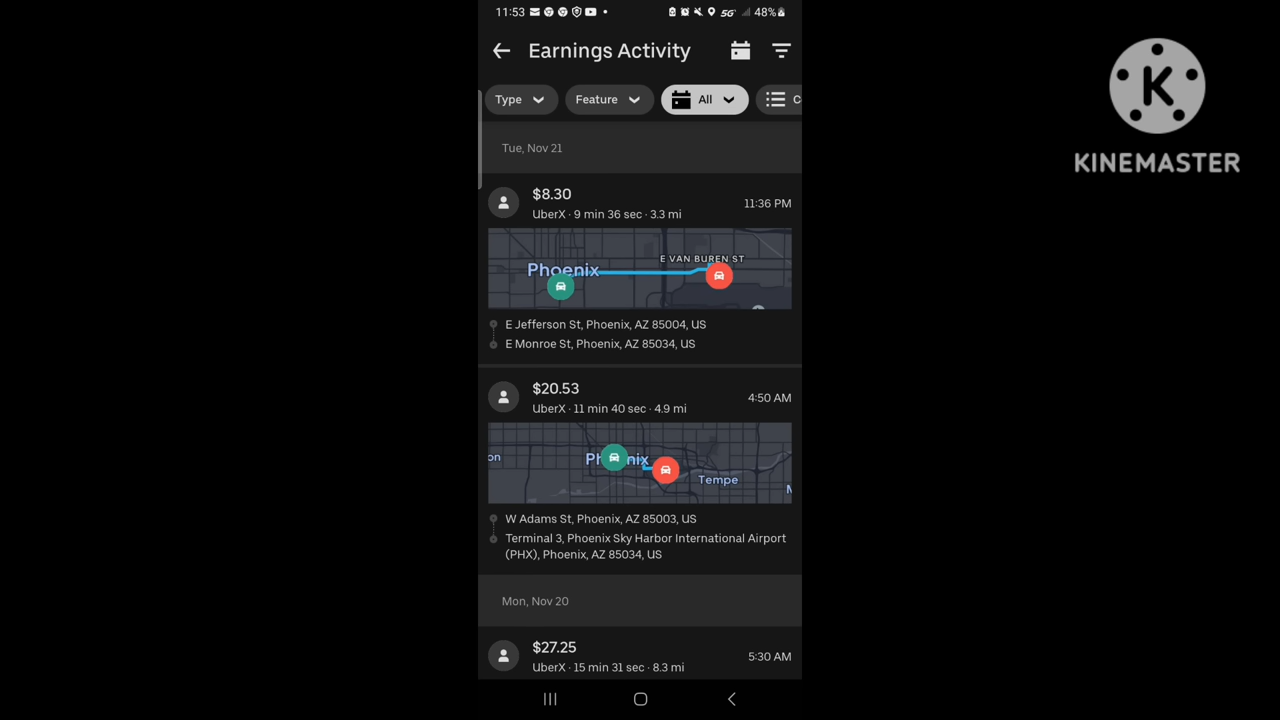 11:53 5G 48%
Earnings Activity
Type Feature All C
Tue, Nov 21
$8.30
UberX · 9 min 36 sec · 3.3 mi
11:36 PM
E VAN BUREN ST
Phoenix
E Jefferson St, Phoenix, AZ 85004, US
E Monroe St, Phoenix, AZ 85034, US
$20.53
UberX · 11 min 40 sec · 4.9 mi
4:50 AM
on Ph nix
Tempe
M
W Adams St, Phoenix, AZ 85003, US
Terminal 3, Phoenix Sky Harbor International Airport
(PHX), Phoenix, AZ 85034, US
Mon, Nov 20
$27.25
UberX · 15 min 31 sec · 8.3 mi
5:30 AM
K
KINEMASTER